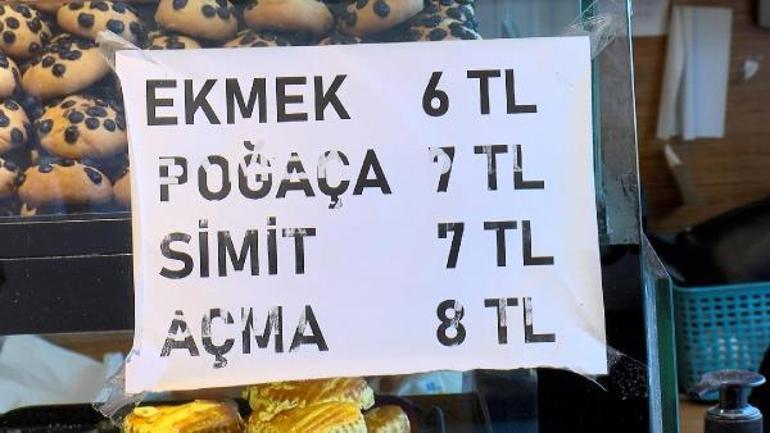 EKMEK 6 TL
POĞAÇA 7 TL
SİMİT 7 TL
AÇMA 8 TL